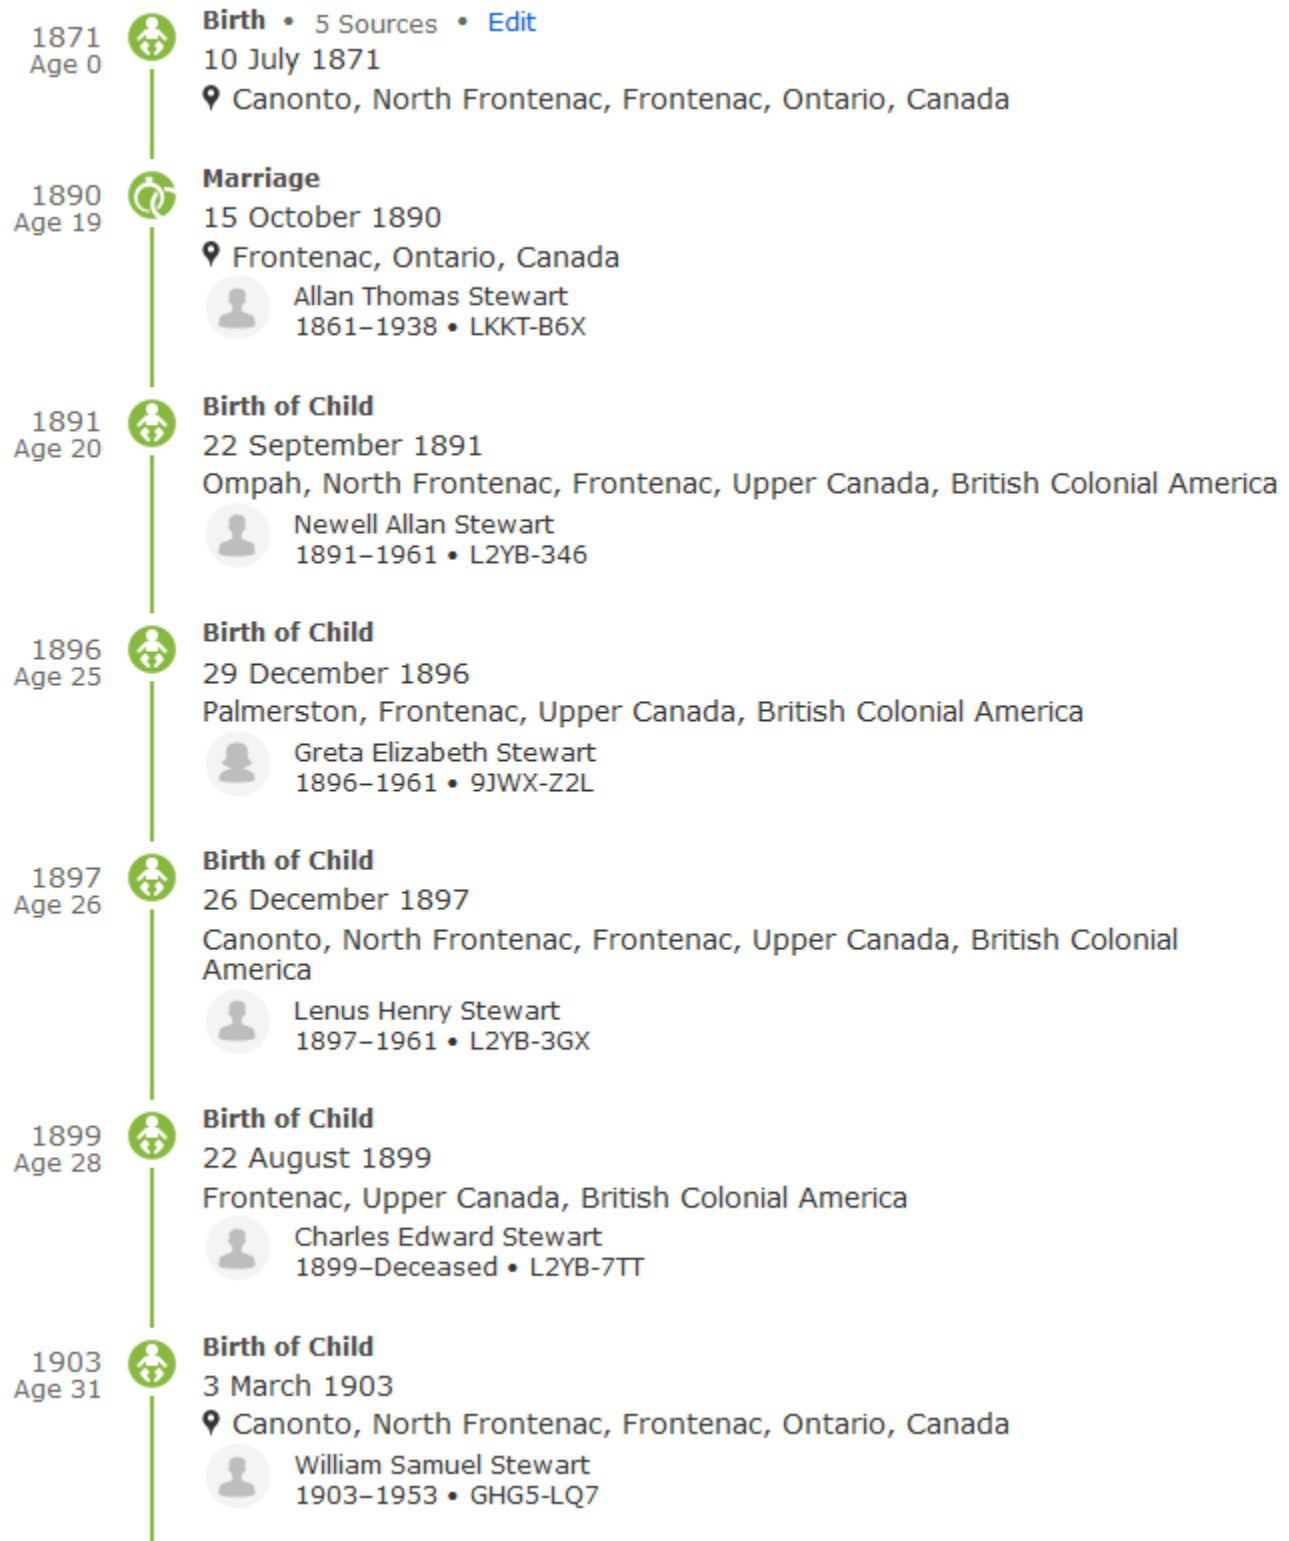 1871
Age 0
Birth • 5 Sources • Edit
10 July 1871
Canonto, North Frontenac, Frontenac, Ontario, Canada
1890
Age 19
Marriage
15 October 1890
Frontenac, Ontario, Canada
Allan Thomas Stewart
1861–1938 • LKKT-B6X
1891
Age 20
Birth of Child
22 September 1891
Ompah, North Frontenac, Frontenac, Upper Canada, British Colonial America
Newell Allan Stewart
1891–1961 • L2YB-346
1896
Age 25
Birth of Child
29 December 1896
Palmerston, Frontenac, Upper Canada, British Colonial America
Greta Elizabeth Stewart
1896–1961 • 9JWX-Z2L
1897
Age 26
Birth of Child
26 December 1897
Canonto, North Frontenac, Frontenac, Upper Canada, British Colonial
America
Lenus Henry Stewart
1897–1961 • L2YB-3GX
1899
Age 28
Birth of Child
22 August 1899
Frontenac, Upper Canada, British Colonial America
Charles Edward Stewart
1899–Deceased • L2YB-7TT
1903
Age 31
Birth of Child
3 March 1903
Canonto, North Frontenac, Frontenac, Ontario, Canada
William Samuel Stewart
1903–1953 • GHG5-LQ7